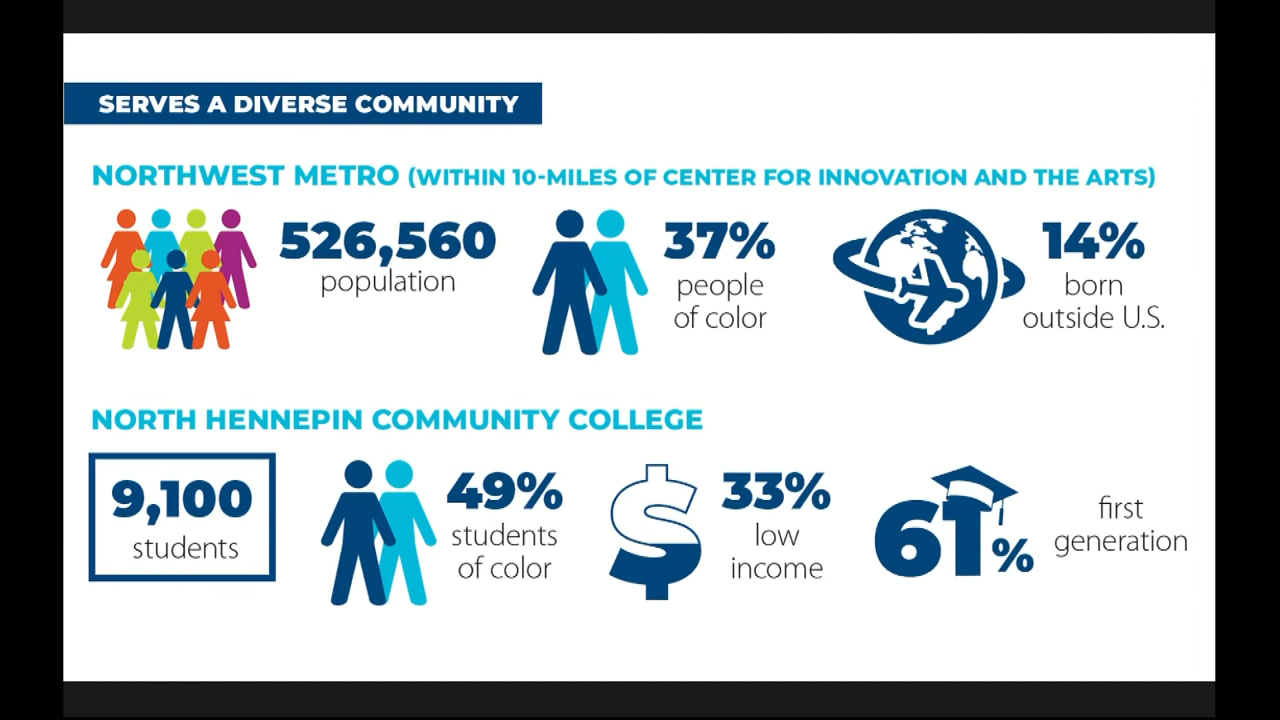 SERVES A DIVERSE COMMUNITY
NORTHWEST METRO (WITHIN 10-MILES OF CENTER FOR INNOVATION AND THE ARTS)
526,560
population
37%
people
of color
14%
born
outside U.S.
NORTH HENNEPIN COMMUNITY COLLEGE
9,100
students
49%
students
of color
33%
low
income
61%
first
generation